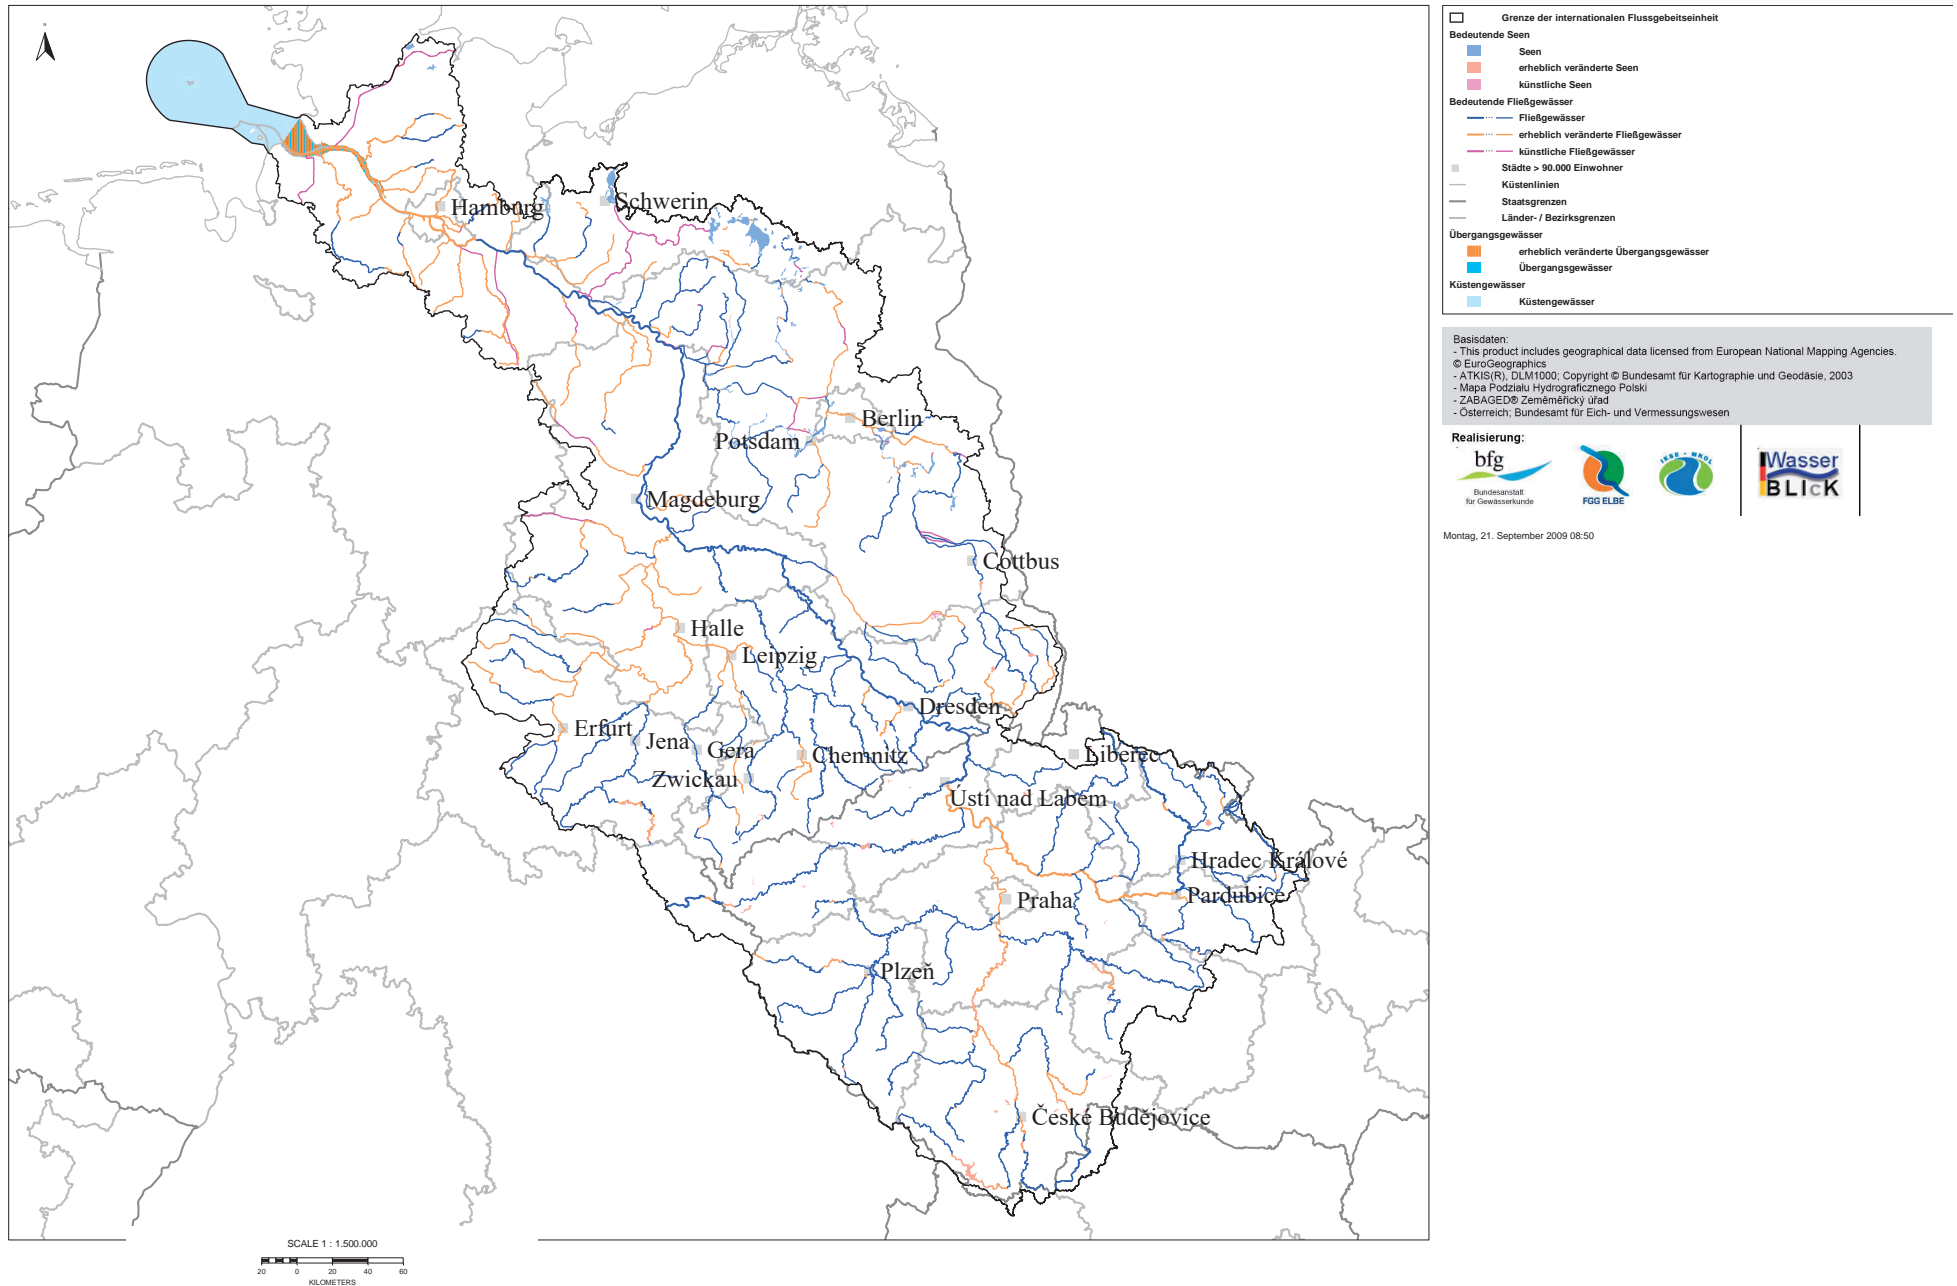 Hamburg
Schwerin
Berlin
Potsdam
Magdeburg
Cottbus
Halle
Leipzig
Dresden
Erfurt
Jena
Gera
Chemnitz
Zwickau
Liberec
Ústí nad Labem
Hradec Králové
Pardubice
Praha
Plzeň
České Budějovice
SCALE 1 : 1.500.000
20 0 20 40 60
KILOMETERS
Grenze der internationalen Flussgebeitseinheit
Bedeutende Seen
Seen
erheblich veränderte Seen
künstliche Seen
Bedeutende Fließgewässer
Fließgewässer
erheblich veränderte Fließgewässer
künstliche Fließgewässer
Städte > 90.000 Einwohner
Küstenlinien
Staatsgrenzen
Länder- / Bezirksgrenzen
Übergangsgewässer
erheblich veränderte Übergangsgewässer
Übergangsgewässer
Küstengewässer
Küstengewässer
Basisdaten:
- This product includes geographical data licensed from European National Mapping Agencies.
© EuroGeographics
- ATKIS(R), DLM1000; Copyright © Bundesamt für Kartographie und Geodäsie, 2003
- Mapa Podziału Hydrograficznego Polski
- ZABAGED® Zeměměřický úřad
- Österreich; Bundesamt für Eich- und Vermessungswesen
Realisierung:
bfg
Bundesanstalt
für Gewässerkunde
FGG ELBE
IKSE - MKOL
Wasser
BLIcK
Montag, 21. September 2009 08:50